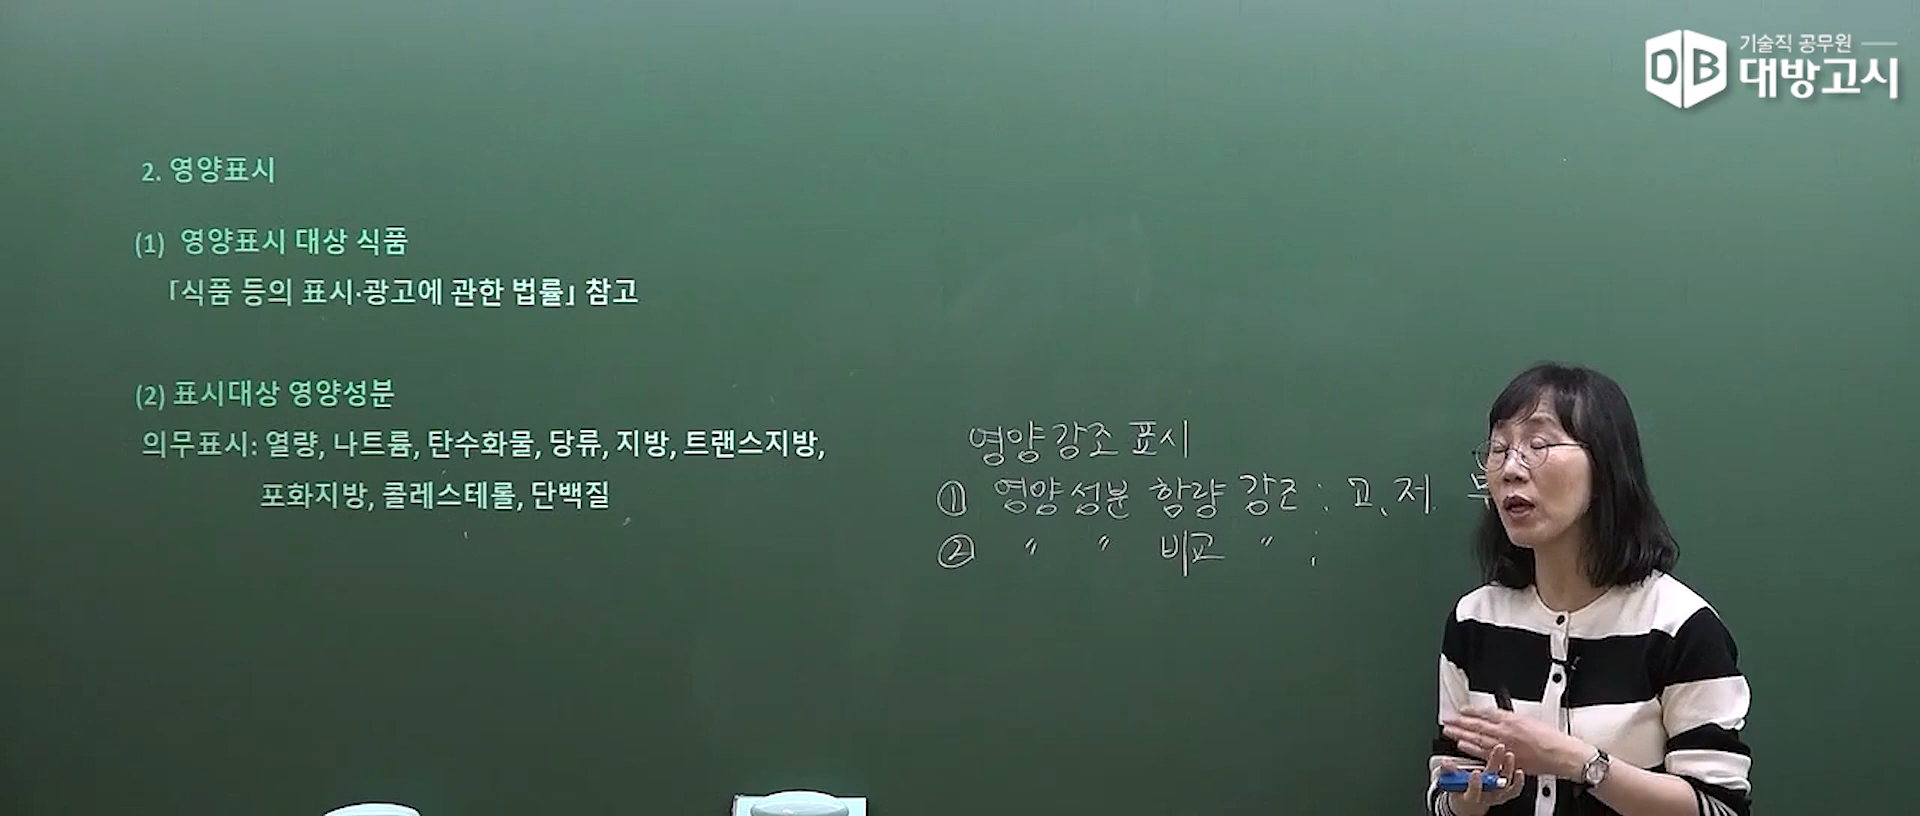 기술직 공무원
DB 대방고시
2. 영양표시
(1) 영양표시 대상 식품
「식품 등의 표시·광고에 관한 법률」 참고
(2) 표시대상 영양성분
의무표시: 열량, 나트륨, 탄수화물, 당류, 지방, 트랜스지방,
포화지방, 콜레스테롤, 단백질
영양강조 표시
① 영양성분 함량 강조 : 고, 저
② 〃 〃 비교 〃 :